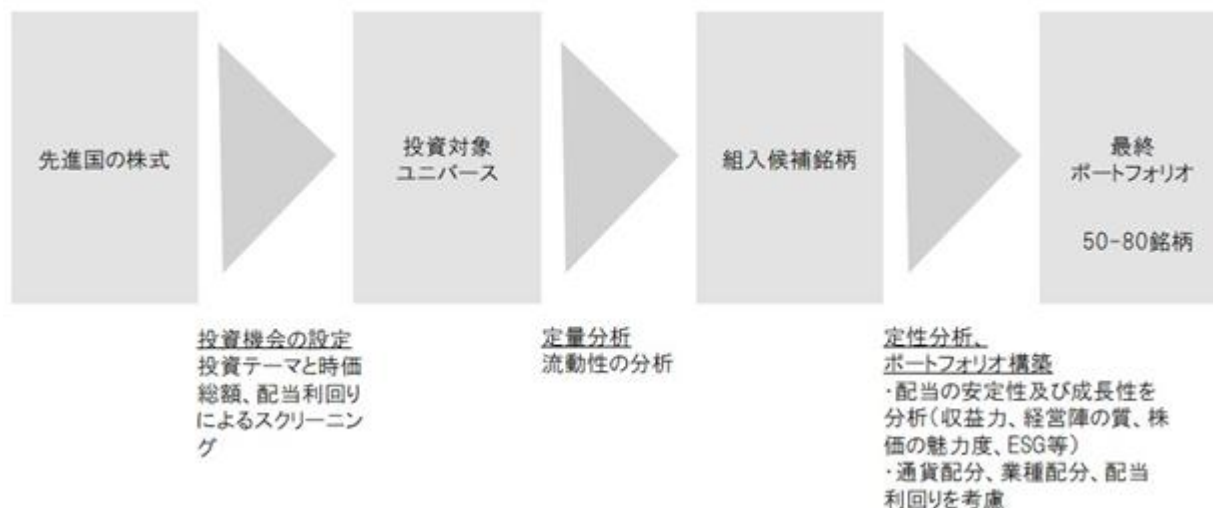 先進国の株式
投資対象
ユニバース
組入候補銘柄
最終
ポートフォリオ
50-80銘柄
投資機会の設定
投資テーマと時価
総額、配当利回り
によるスクリーニン
グ
定量分析
流動性の分析
定性分析、
ポートフォリオ構築
・配当の安定性及び成長性を
分析(収益力、経営陣の質、株
価の魅力度、ESG等)
・通貨配分、業種配分、配当
利回りを考慮